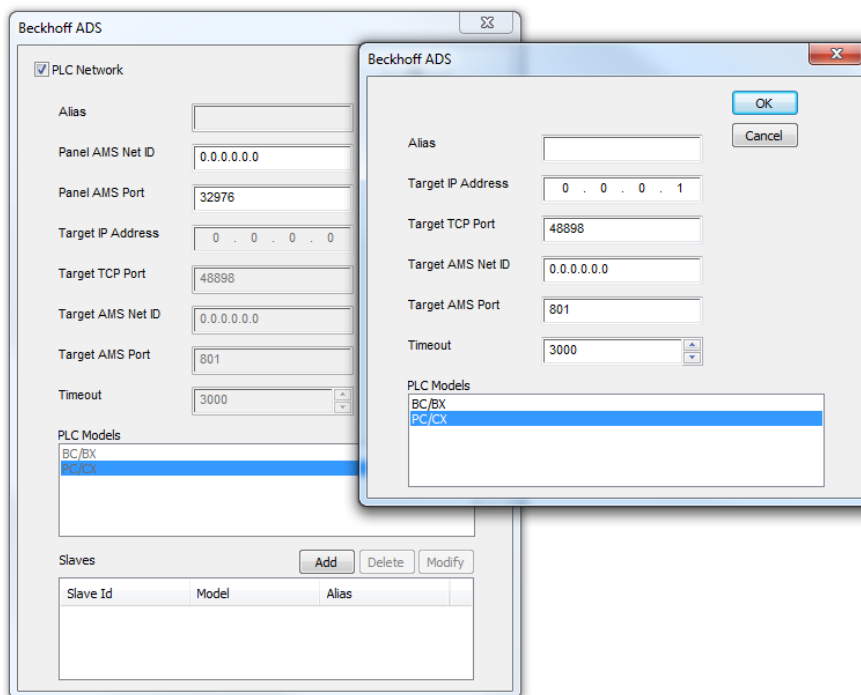 Beckhoff ADS
PLC Network
Alias
Panel AMS Net ID
0.0.0.0.0.0
Panel AMS Port
32976
Target IP Address
0 . 0 . 0 . 0
Target TCP Port
48898
Target AMS Net ID
0.0.0.0.0.0
Target AMS Port
801
Timeout
3000
PLC Models
BC/BX
PC/CX
Slaves
Add
Delete
Modify
Slave Id Model Alias
Beckhoff ADS
OK
Cancel
Alias
Target IP Address
0 . 0 . 0 . 1
Target TCP Port
48898
Target AMS Net ID
0.0.0.0.0.0
Target AMS Port
801
Timeout
3000
PLC Models
BC/BX
PC/CX